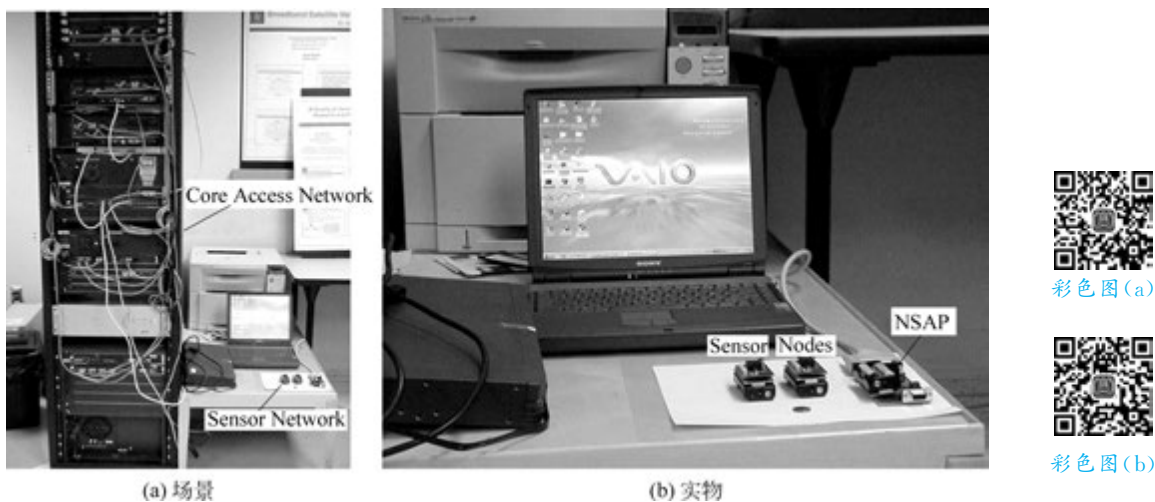 Core Access Network
Sensor Network
(a) 场景
VAIO
SONY
Sensor Nodes
NSAP
(b) 实物
彩色图(a)
彩色图(b)